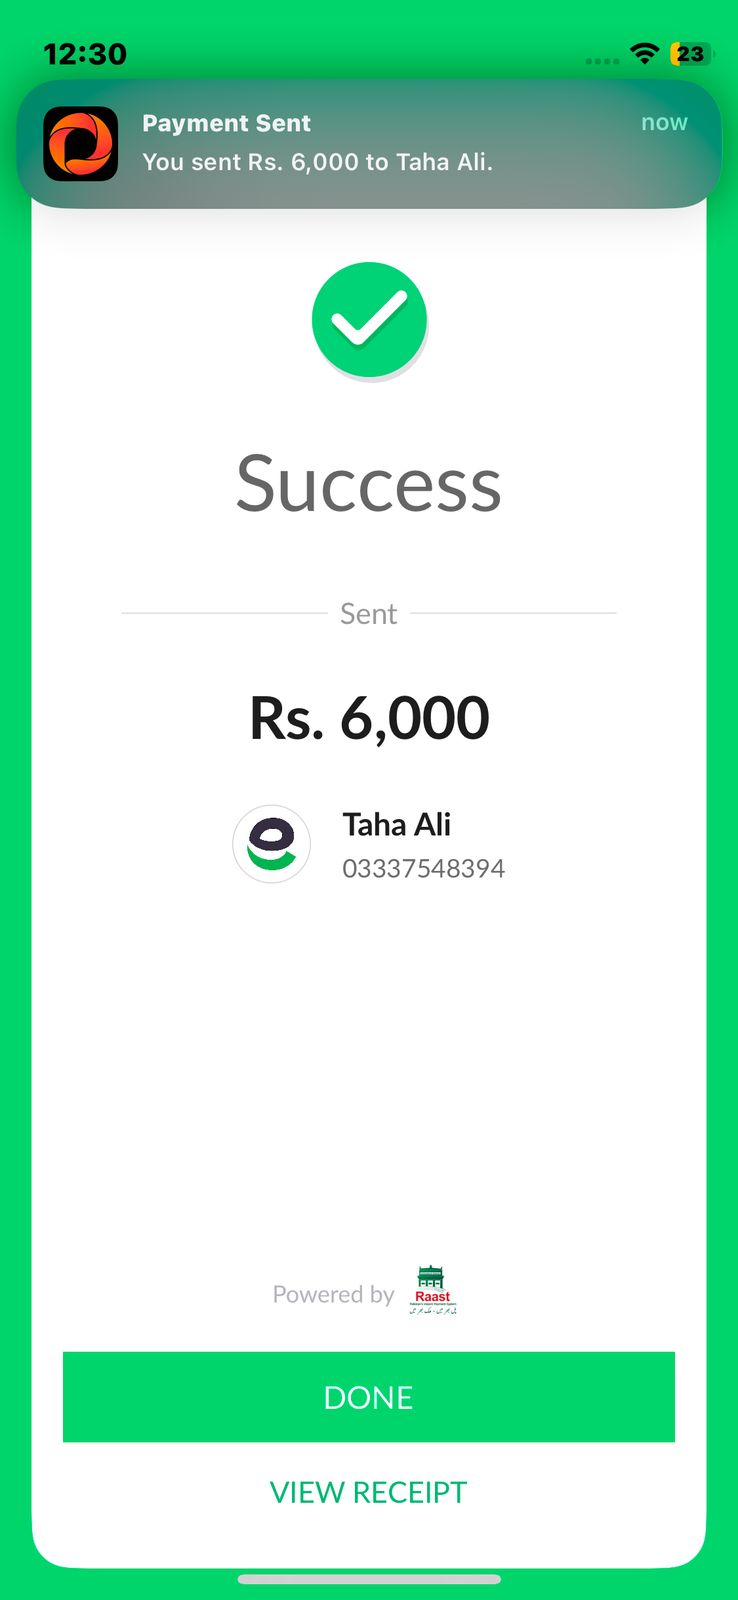 12:30
23
Payment Sent
now
You sent Rs. 6,000 to Taha Ali.
Success
Sent
Rs. 6,000
Taha Ali
03337548394
Powered by
Raast
DONE
VIEW RECEIPT